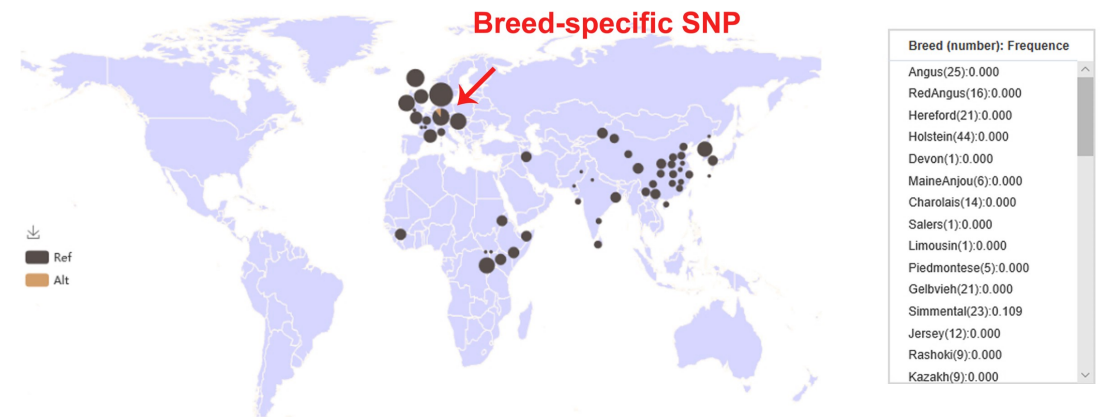 Breed-specific SNP
Ref
Alt
Breed (number): Frequence
Angus(25):0.000
RedAngus(16):0.000
Hereford(21):0.000
Holstein(44):0.000
Devon(1):0.000
MaineAnjou(6):0.000
Charolais(14):0.000
Salers(1):0.000
Limousin(1):0.000
Piedmontese(5):0.000
Gelbvieh(21):0.000
Simmental(23):0.109
Jersey(12):0.000
Rashoki(9):0.000
Kazakh(9):0.000